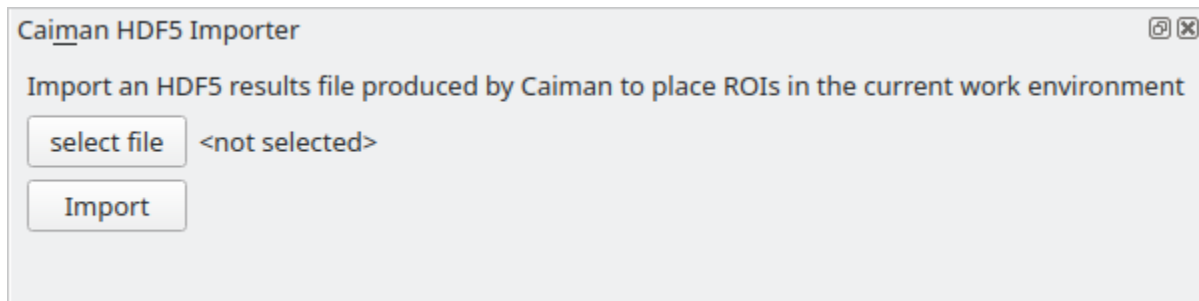 Caiman HDF5 Importer
Import an HDF5 results file produced by Caiman to place ROIs in the current work environment
select file <not selected>
Import